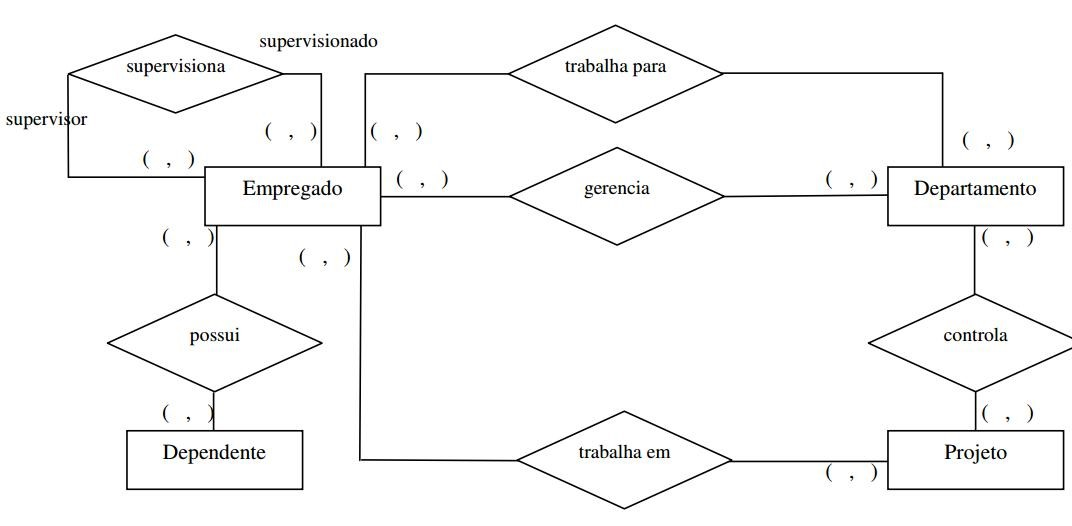 supervisionado
supervisiona
trabalha para
supervisor
( , )
( , )
( , )
( , )
( , )
( , )
Empregado
gerencia
Departamento
( , )
( , )
( , )
( , )
possui
controla
( , )
( , )
Dependente
trabalha em
Projeto
( , )